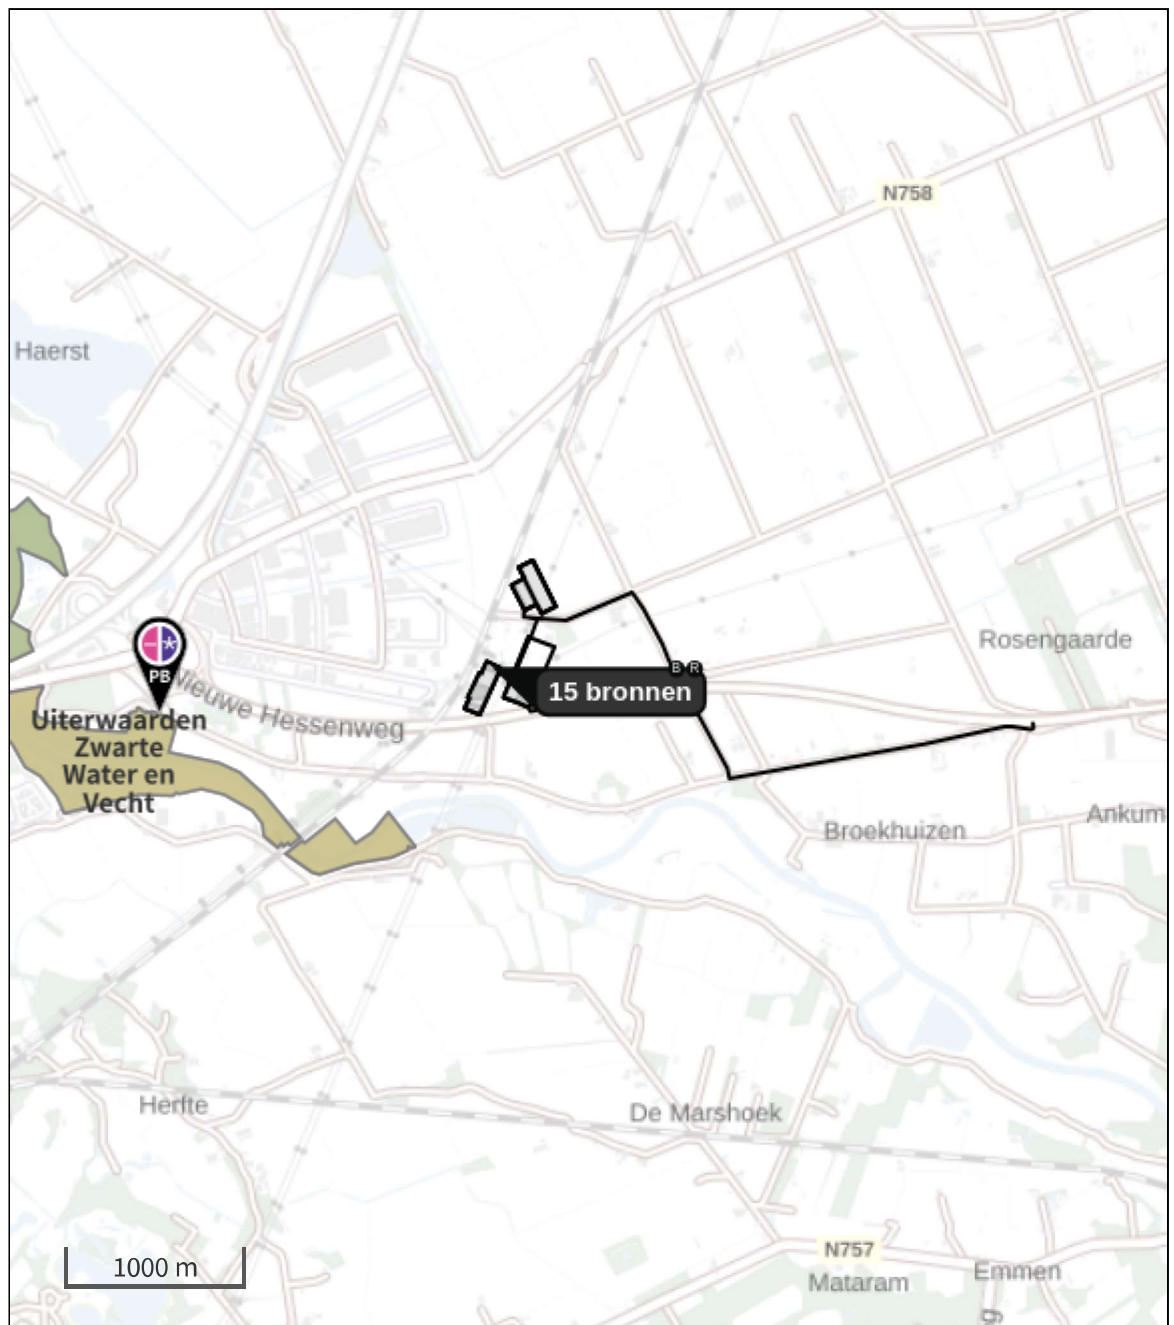 N758
Haerst
Rosengaarde
B R
15 bronnen
PB
Nieuwe Hessenweg
Uiterwaarden
Zwarte
Water en
Vecht
Ankum
Broekhuizen
Herfte
De Marshoek
N757
1000 m
Emmen
Mataram
g